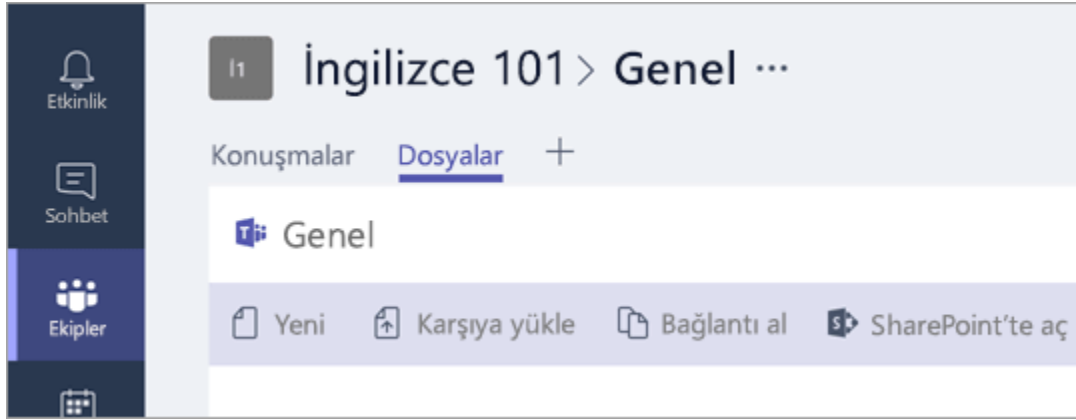 Etkinlik
Sohbet
Ekipler
İ1 İngilizce 101 > Genel ...
Konuşmalar Dosyalar +
Genel
Yeni Karşıya yükle Bağlantı al SharePoint'te aç